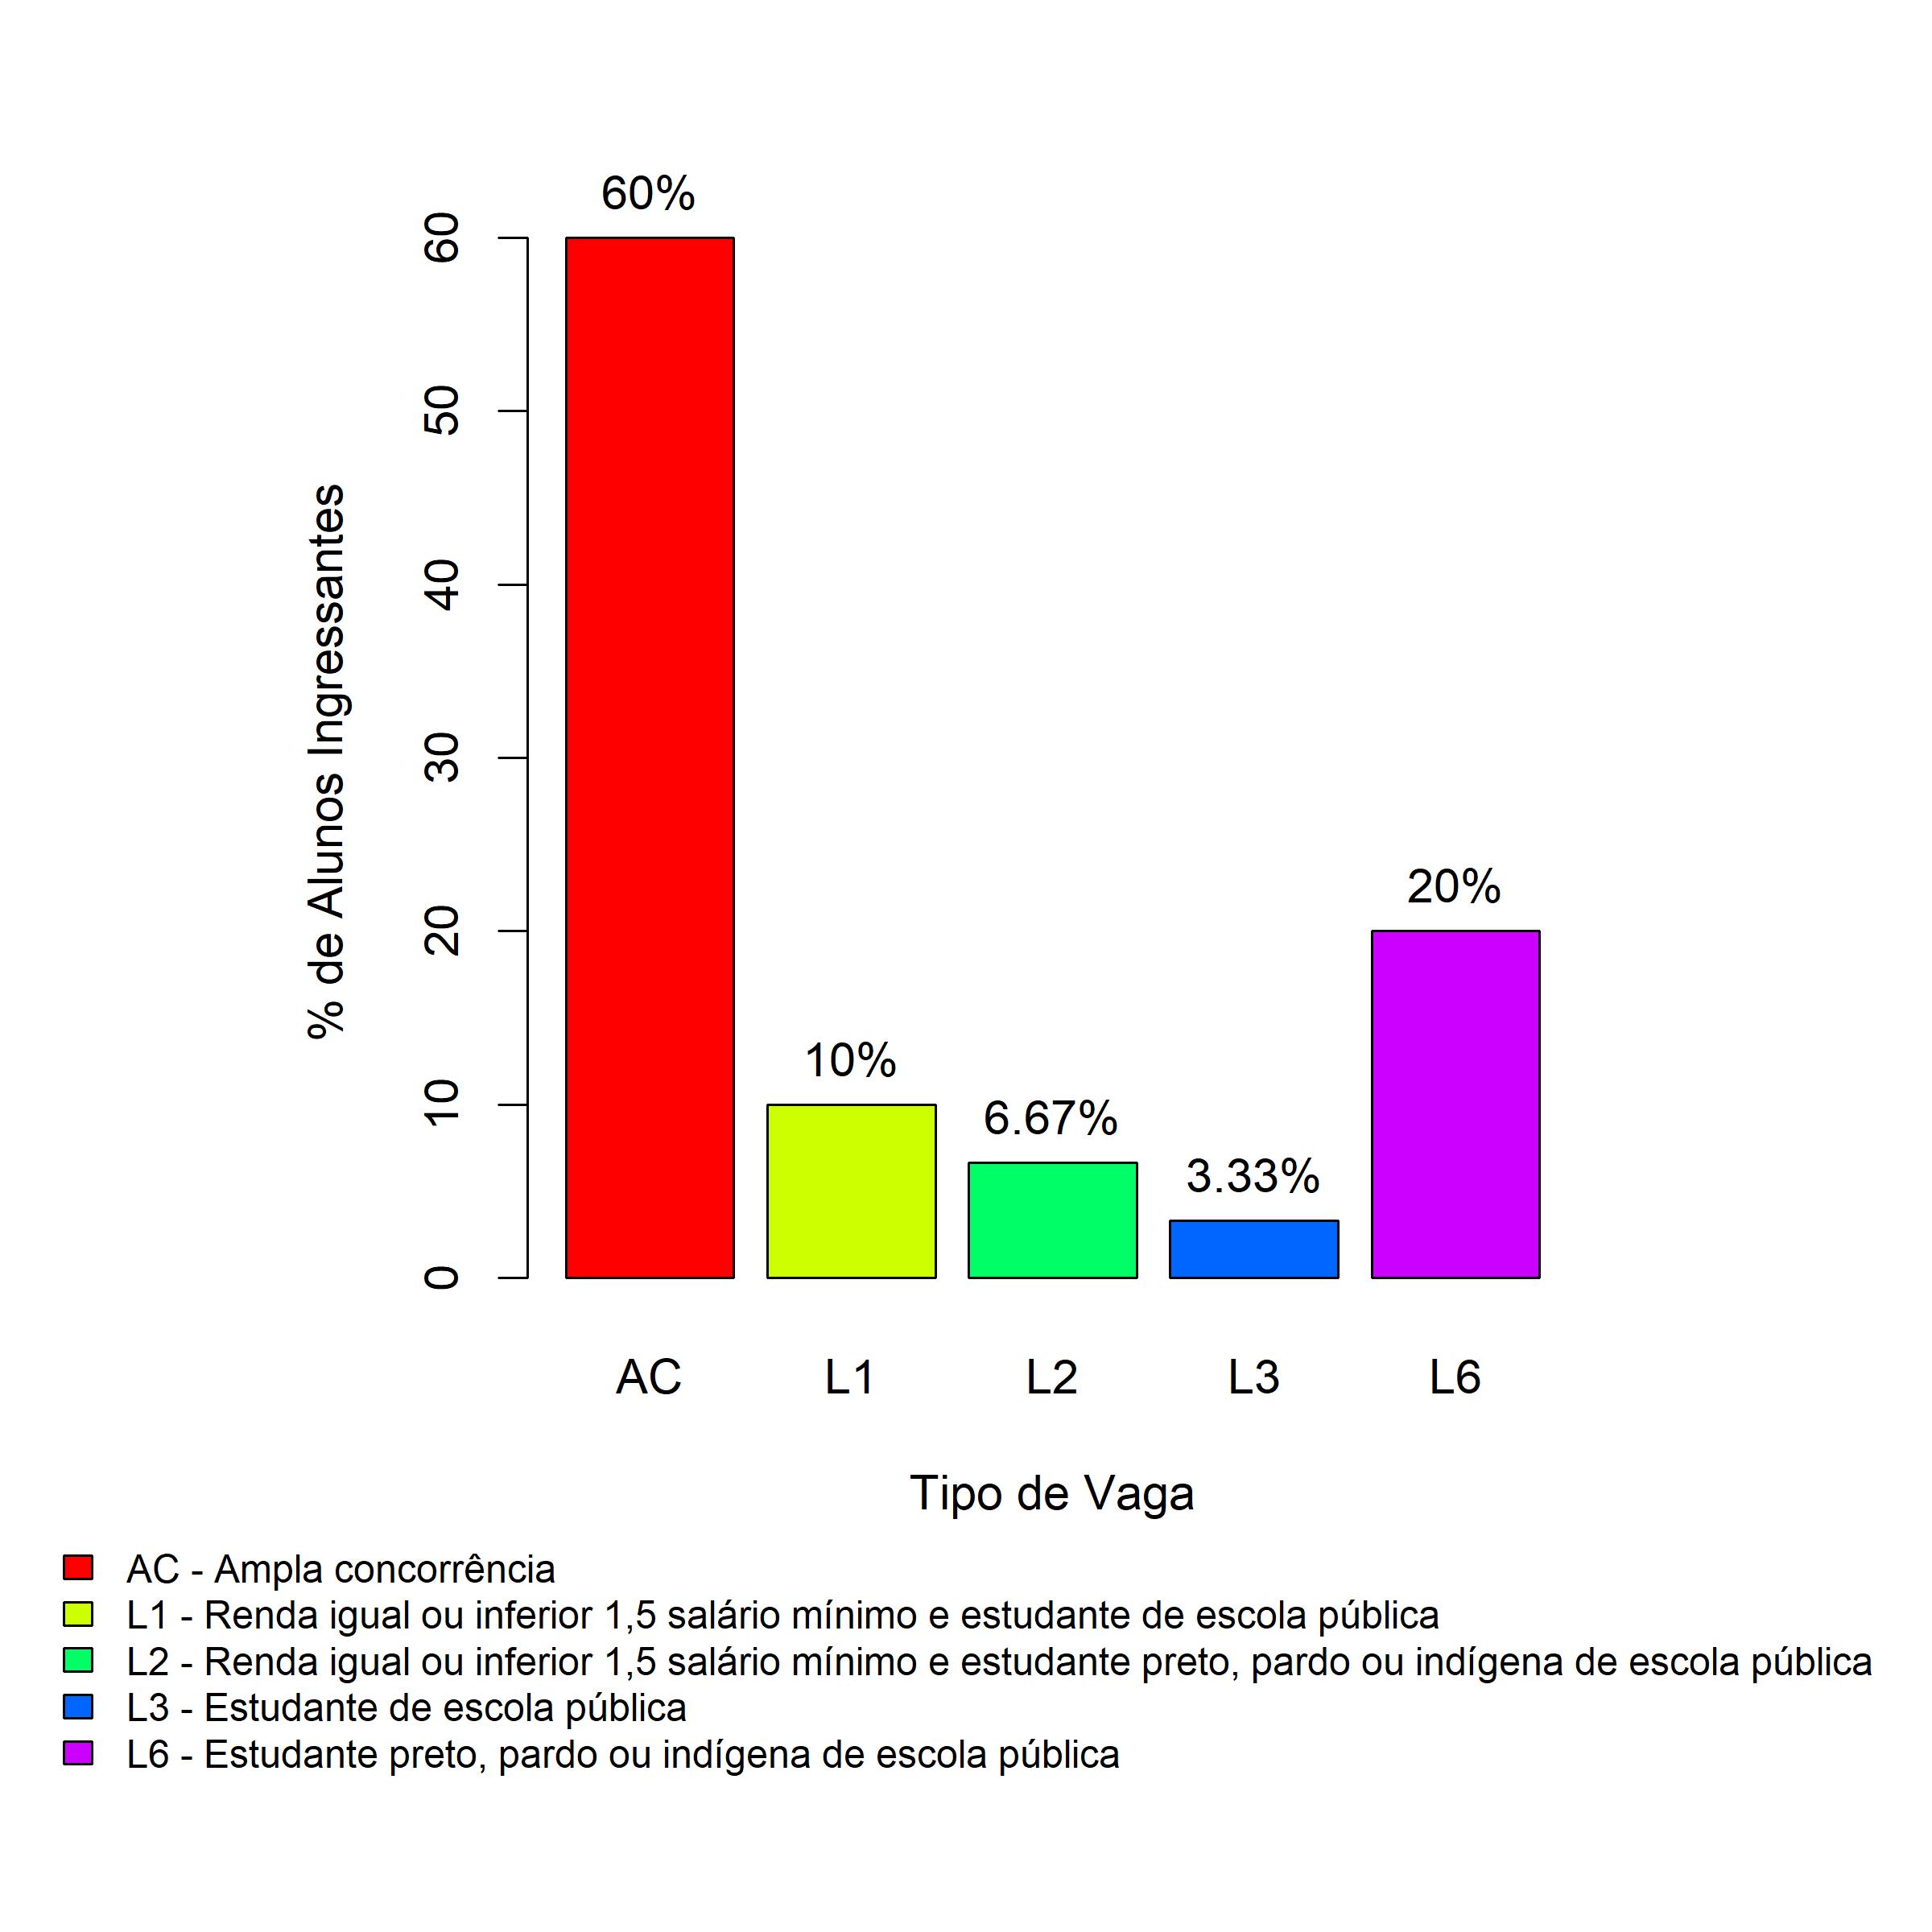 60%
60
50
40
30
20
10
0
% de Alunos Ingressantes
20%
10%
6.67%
3.33%
AC L1 L2 L3 L6
Tipo de Vaga
AC - Ampla concorrência
L1 - Renda igual ou inferior 1,5 salário mínimo e estudante de escola pública
L2 - Renda igual ou inferior 1,5 salário mínimo e estudante preto, pardo ou indígena de escola pública
L3 - Estudante de escola pública
L6 - Estudante preto, pardo ou indígena de escola pública